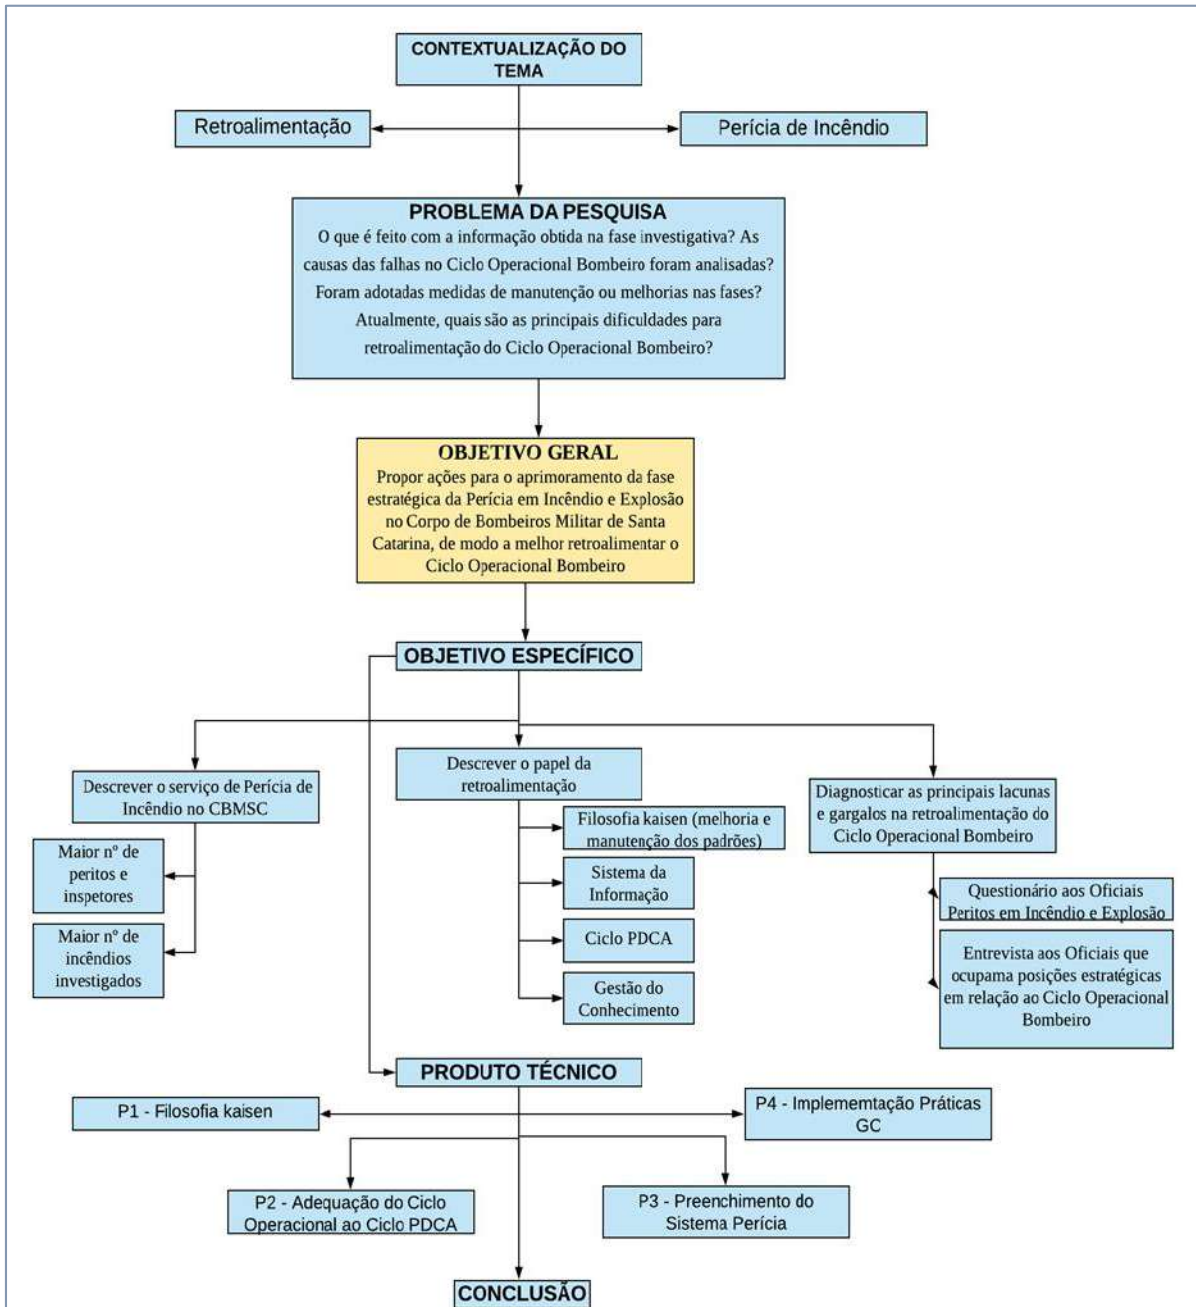 CONTEXTUALIZAÇÃO DO
TEMA
Retroalimentação
Perícia de Incêndio
PROBLEMA DA PESQUISA
O que é feito com a informação obtida na fase investigativa? As
causas das falhas no Ciclo Operacional Bombeiro foram analisadas?
Foram adotadas medidas de manutenção ou melhorias nas fases?
Atualmente, quais são as principais dificuldades para
retroalimentação do Ciclo Operacional Bombeiro?
OBJETIVO GERAL
Propor ações para o aprimoramento da fase
estratégica da Perícia em Incêndio e Explosão
no Corpo de Bombeiros Militar de Santa
Catarina, de modo a melhor retroalimentar o
Ciclo Operacional Bombeiro
OBJETIVO ESPECÍFICO
Descrever o serviço de Perícia de
Incêndio no CBMSC
Maior nº de
peritos e
inspetores
Maior nº de
incêndios
investigados
Descrever o papel da
retroalimentação
Filosofia kaisen (melhoria e
manutenção dos padrões)
Sistema da
Informação
Ciclo PDCA
Gestão do
Conhecimento
Diagnosticar as principais lacunas
e gargalos na retroalimentação do
Ciclo Operacional Bombeiro
Questionário aos Oficiais
Peritos em Incêndio e Explosão
Entrevista aos Oficiais que
ocupama posições estratégicas
em relação ao Ciclo Operacional
Bombeiro
PRODUTO TÉCNICO
P1 - Filosofia kaisen
P4 - Implememtação Práticas
GC
P2 - Adequação do Ciclo
Operacional ao Ciclo PDCA
P3 - Preenchimento do
Sistema Perícia
CONCLUSÃO